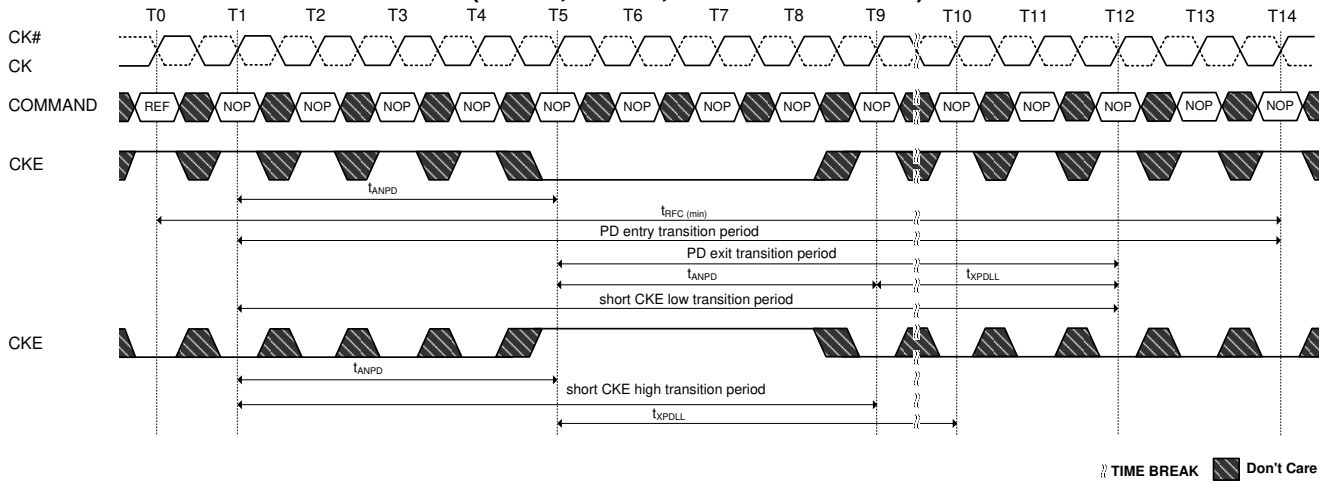 T0 T1 T2 T3 T4 T5 T6 T7 T8 T9 T10 T11 T12 T13 T14
CK#
CK
COMMAND REF NOP NOP NOP NOP NOP NOP NOP NOP NOP NOP NOP NOP NOP NOP
CKE
tANPD
tRFC (min)
PD entry transition period
PD exit transition period
tANPD tXPDLL
short CKE low transition period
CKE
tANPD
short CKE high transition period
tXPDLL
TIME BREAK Don't Care